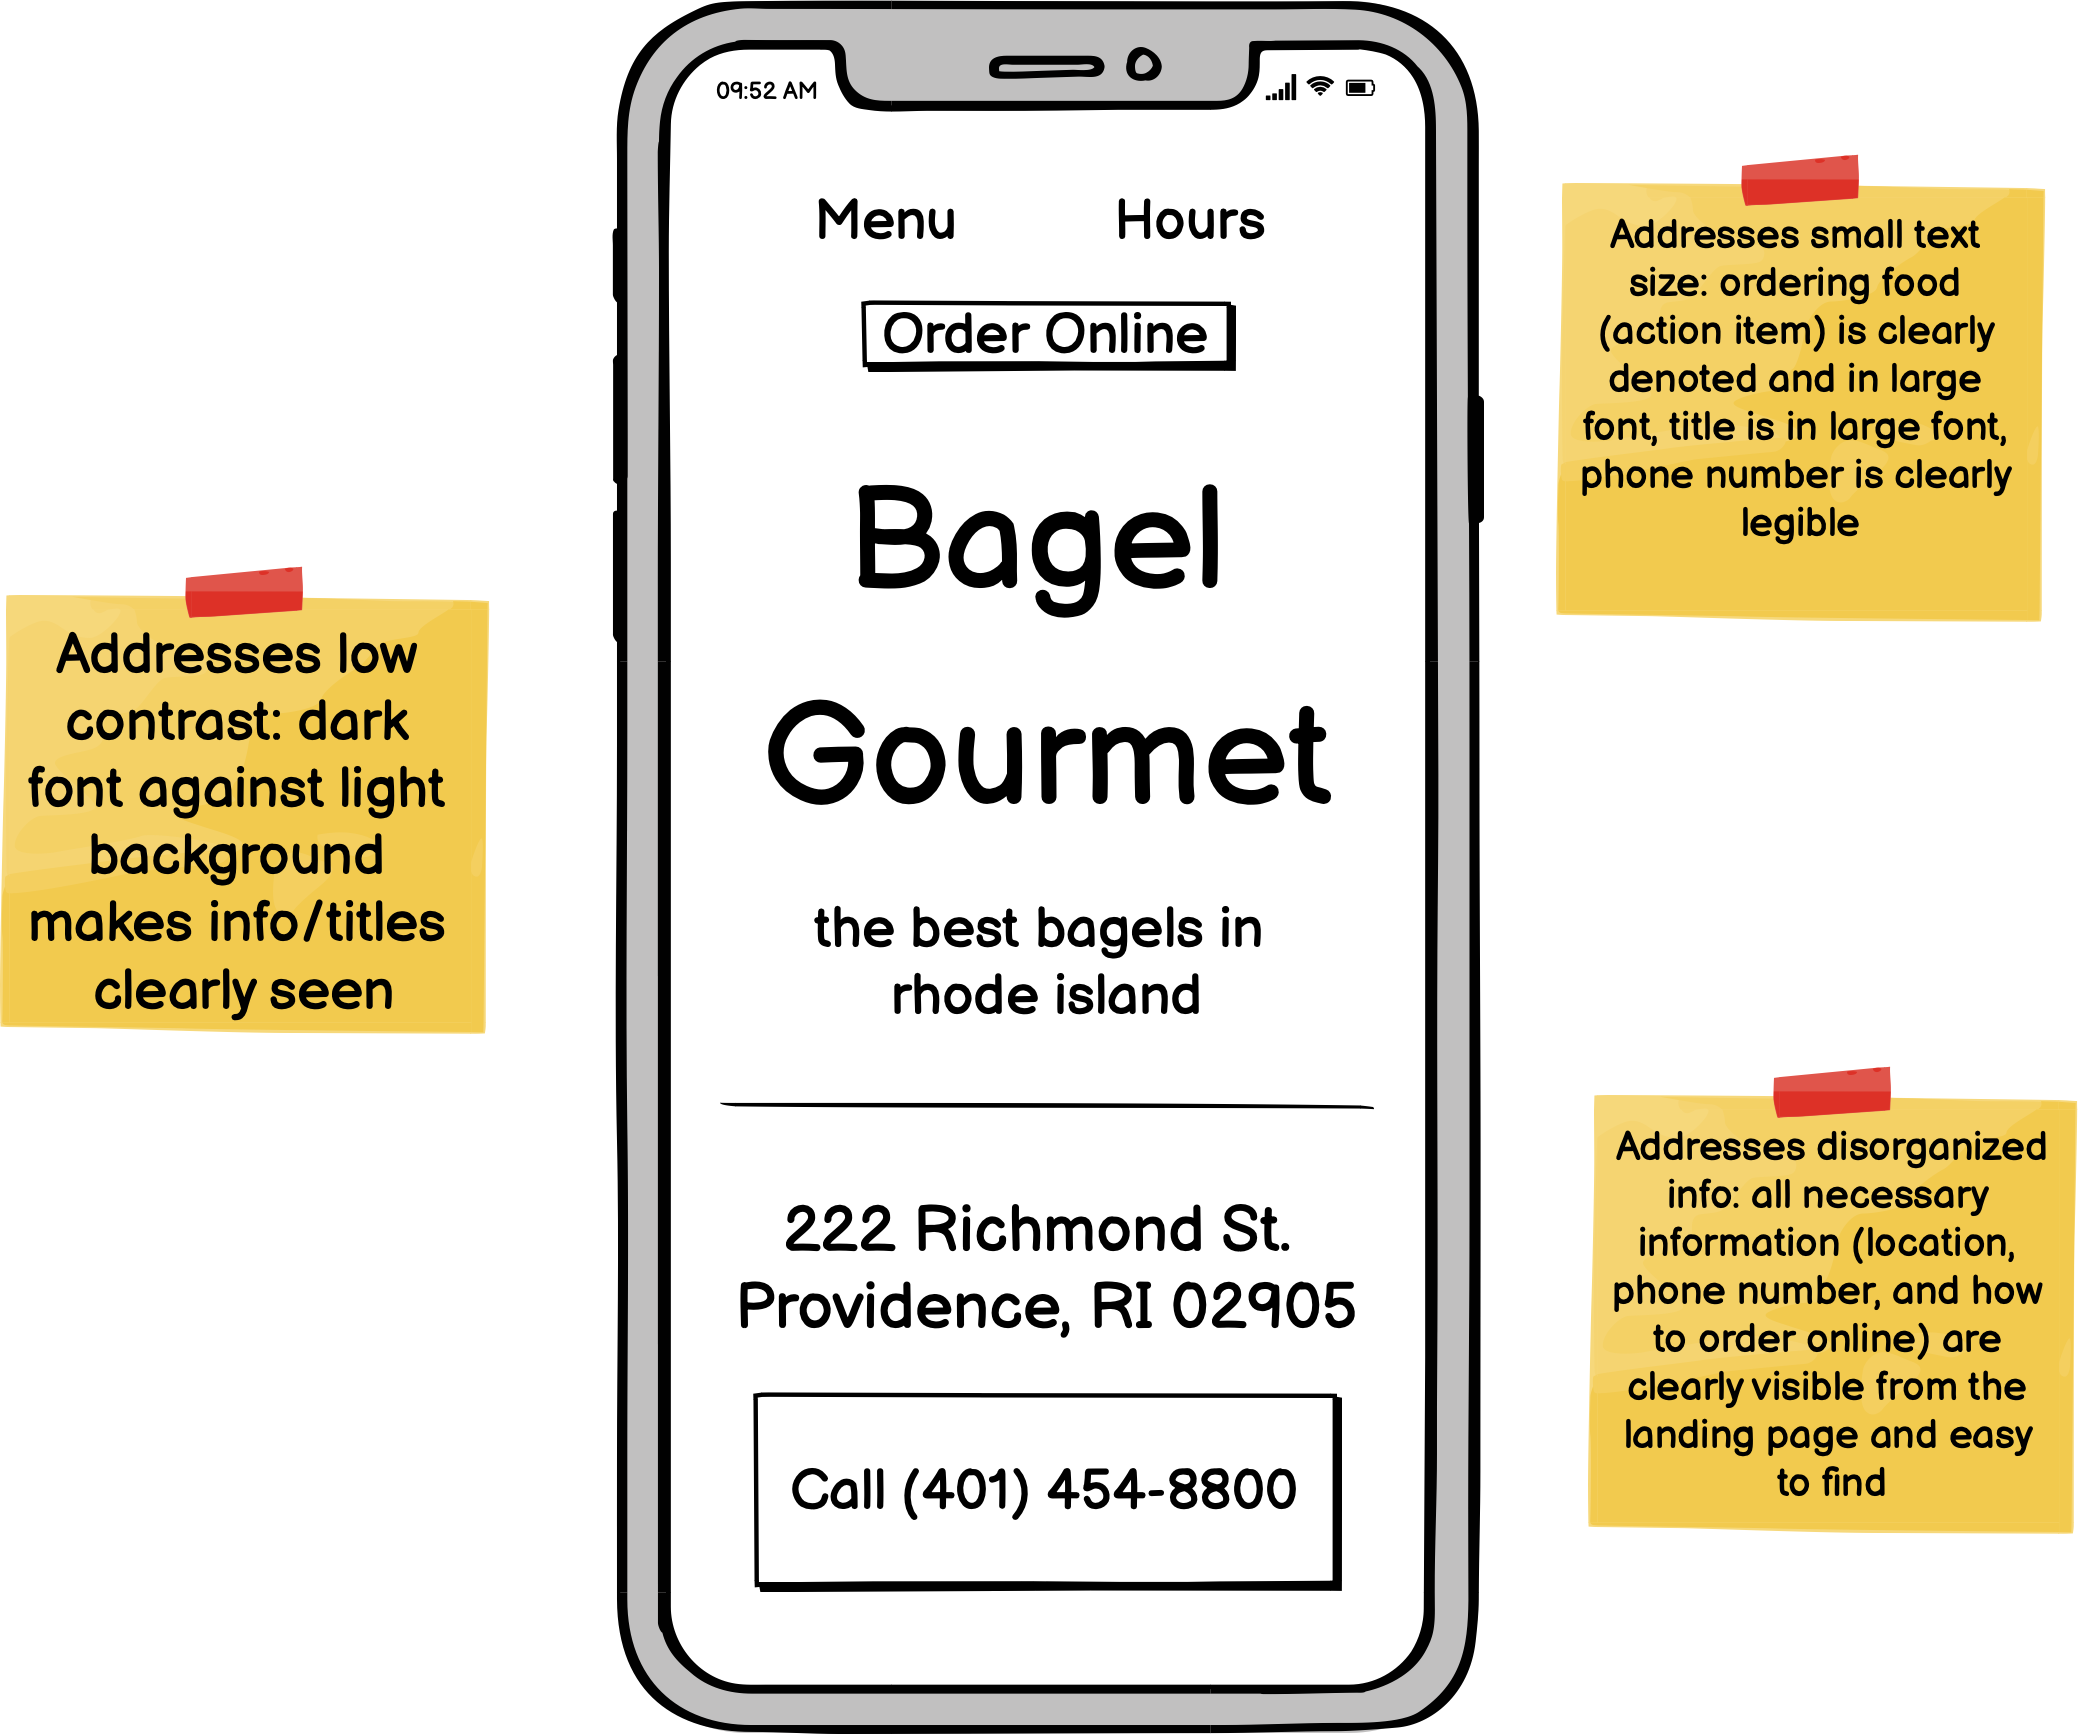 09:52 AM
Menu
Hours
Order Online
Bagel
Gourmet
the best bagels in
rhode island
222 Richmond St.
Providence, RI 02905
Call (401) 454-8800
Addresses low
contrast: dark
font against light
background
makes info/titles
clearly seen
Addresses small text
size: ordering food
(action item) is clearly
denoted and in large
font, title is in large font,
phone number is clearly
legible
Addresses disorganized
info: all necessary
information (location,
phone number, and how
to order online) are
clearly visible from the
landing page and easy
to find